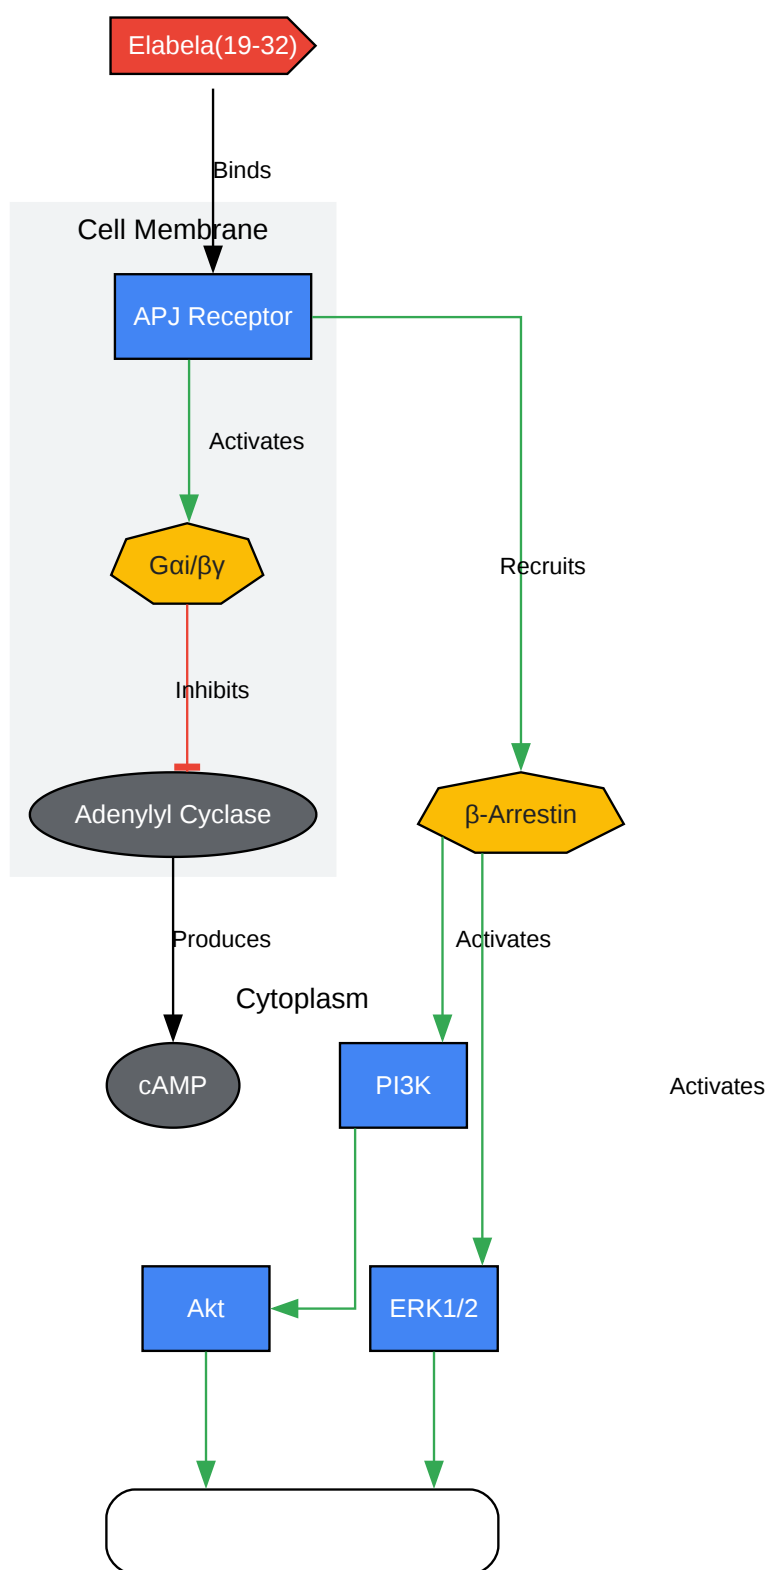 Elabela(19-32)
Binds
Cell Membrane
APJ Receptor
Activates
Gαi/βγ
Recruits
Inhibits
Adenylyl Cyclase
β-Arrestin
Produces
Activates
Cytoplasm
cAMP
PI3K
Activates
Akt
ERK1/2